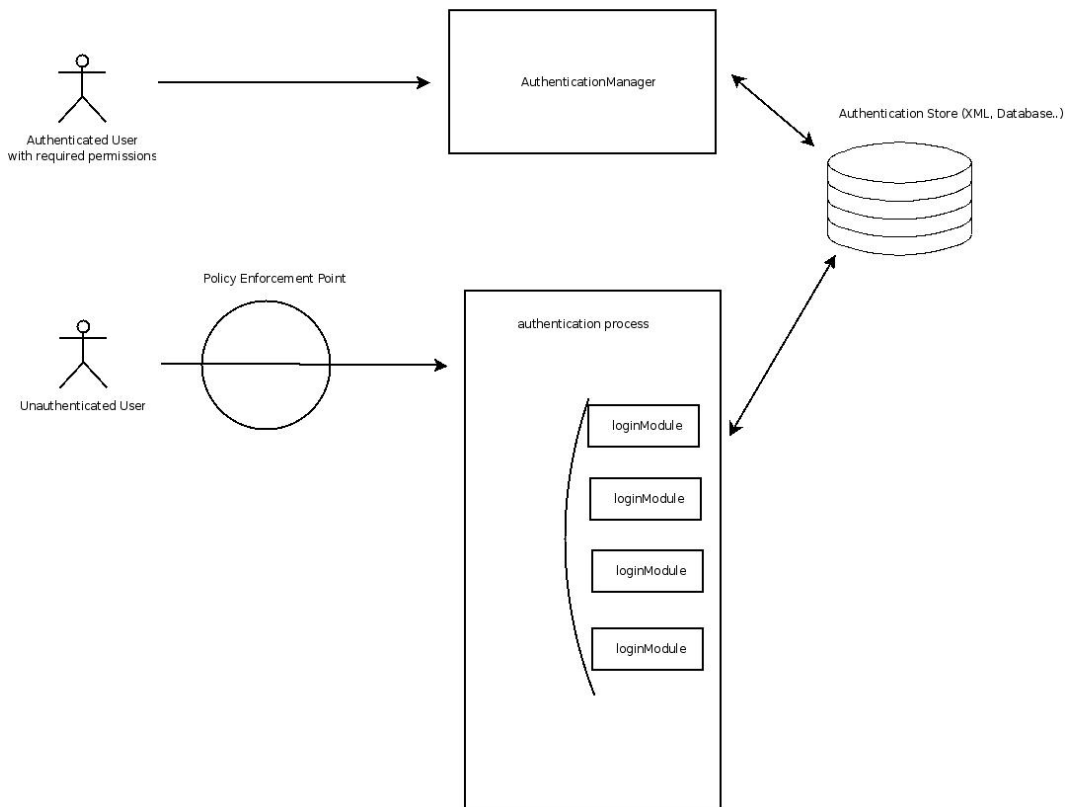 AuthenticationManager
Authentication Store (XML, Database..)
Authenticated User
with required permissions
Policy Enforcement Point
authentication process
Unauthenticated User
loginModule
loginModule
loginModule
loginModule